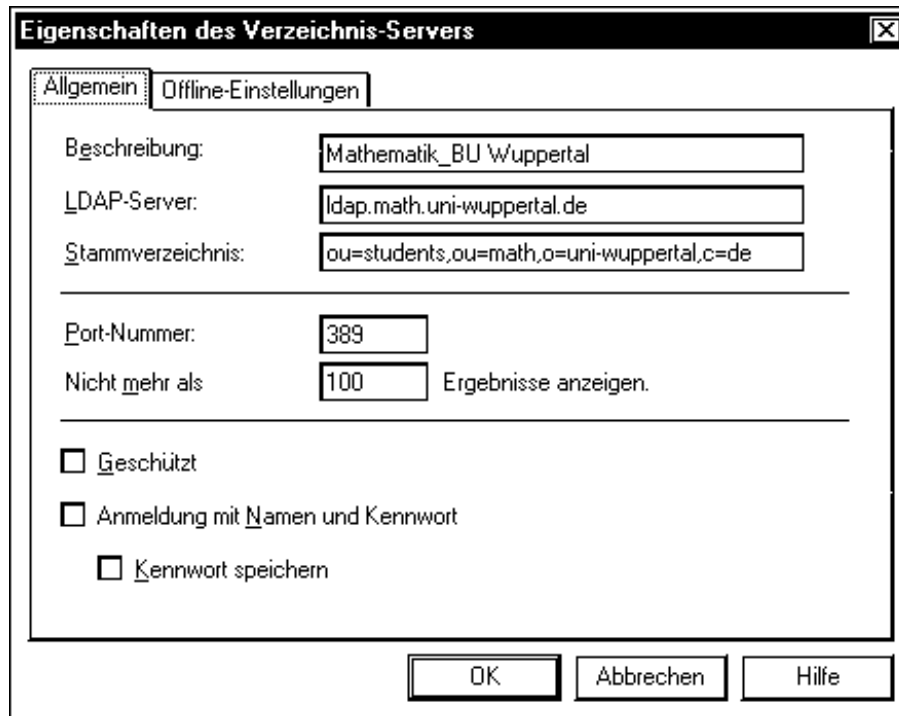 Eigenschaften des Verzeichnis-Servers
Allgemein Offline-Einstellungen
Beschreibung: Mathematik_BU Wuppertal
LDAP-Server: ldap.math.uni-wuppertal.de
Stammverzeichnis: ou=students,ou=math,o=uni-wuppertal,c=de
Port-Nummer: 389
Nicht mehr als 100 Ergebnisse anzeigen.
Geschützt
Anmeldung mit Namen und Kennwort
Kennwort speichern
OK Abbrechen Hilfe